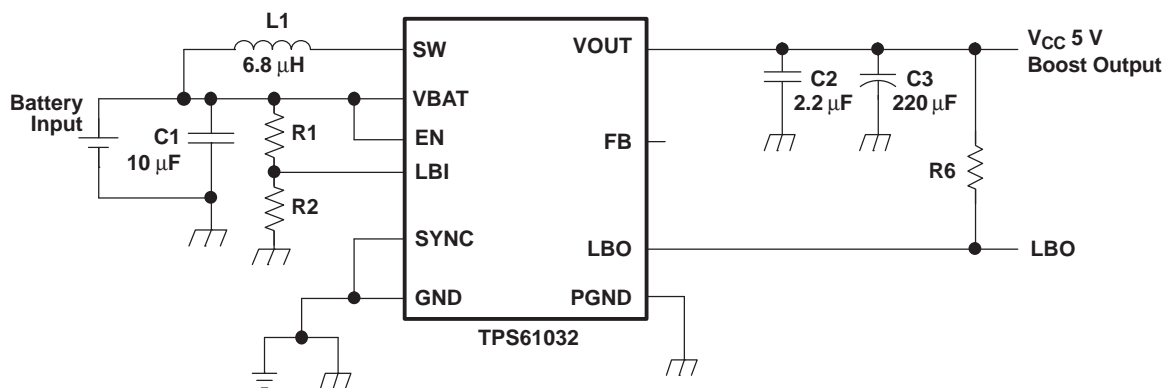 L1
6.8 µH
SW
VOUT
VCC 5 V
Boost Output
Battery
Input
VBAT
C1
10 µF
R1
EN
C2
2.2 µF
C3
220 µF
FB
LBI
R2
R6
SYNC
LBO
LBO
GND
PGND
TPS61032